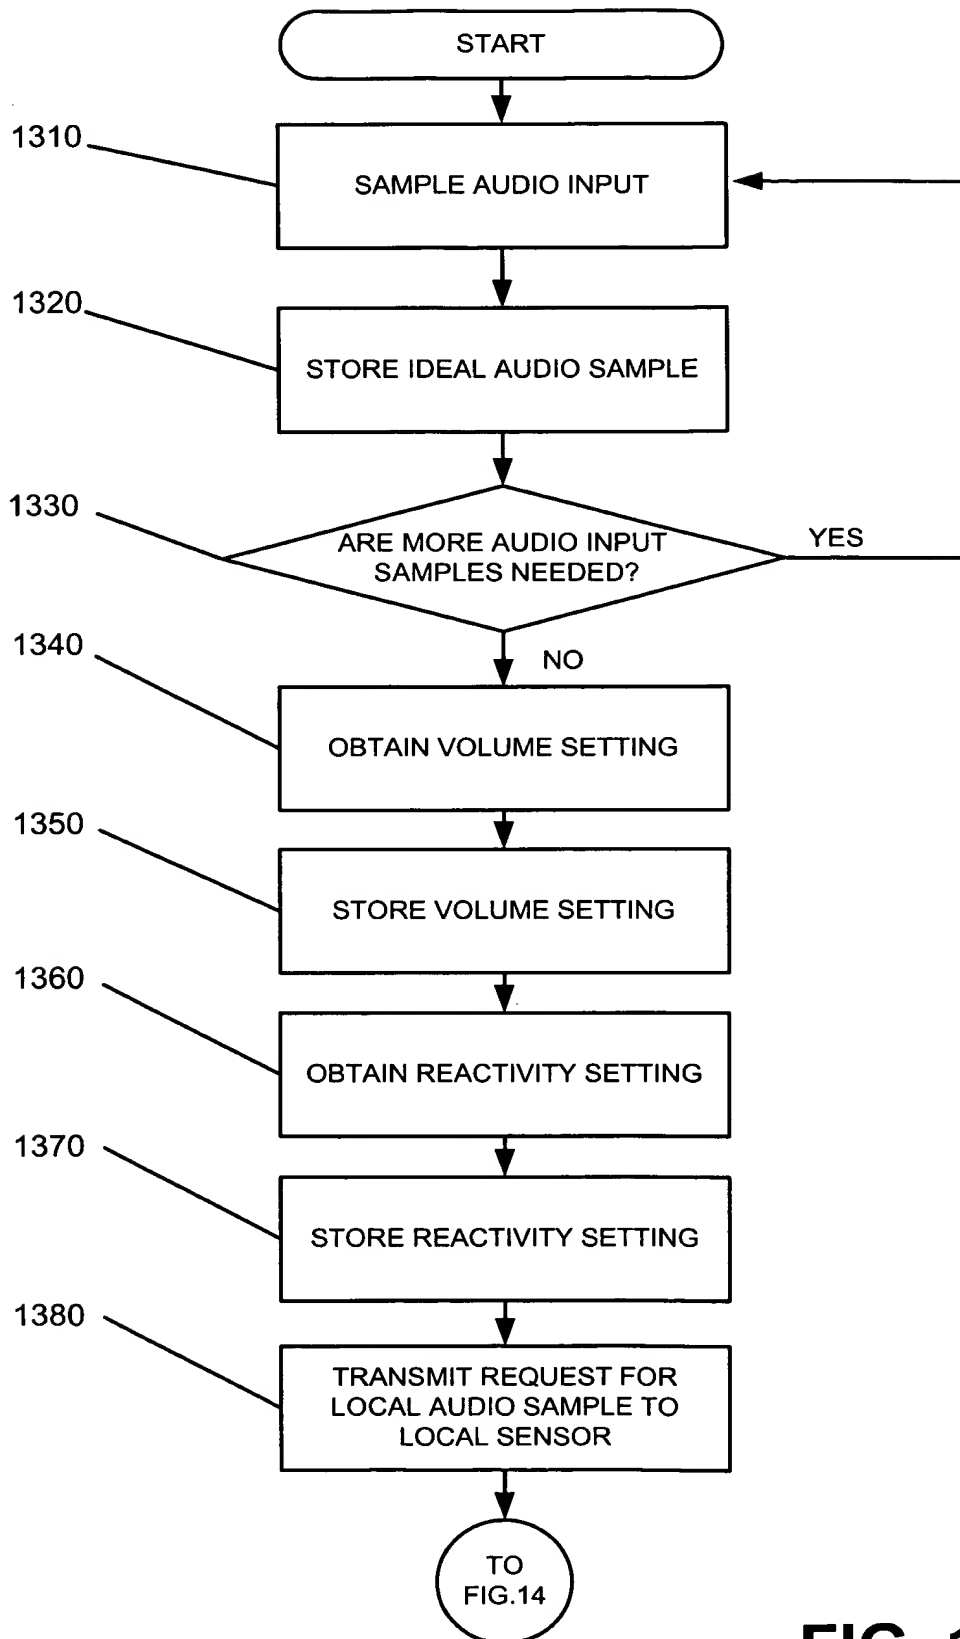 START
1310
SAMPLE AUDIO INPUT
1320
STORE IDEAL AUDIO SAMPLE
1330
ARE MORE AUDIO INPUT
SAMPLES NEEDED?
YES
NO
1340
OBTAIN VOLUME SETTING
1350
STORE VOLUME SETTING
1360
OBTAIN REACTIVITY SETTING
1370
STORE REACTIVITY SETTING
1380
TRANSMIT REQUEST FOR
LOCAL AUDIO SAMPLE TO
LOCAL SENSOR
TO
FIG.14
FIG.